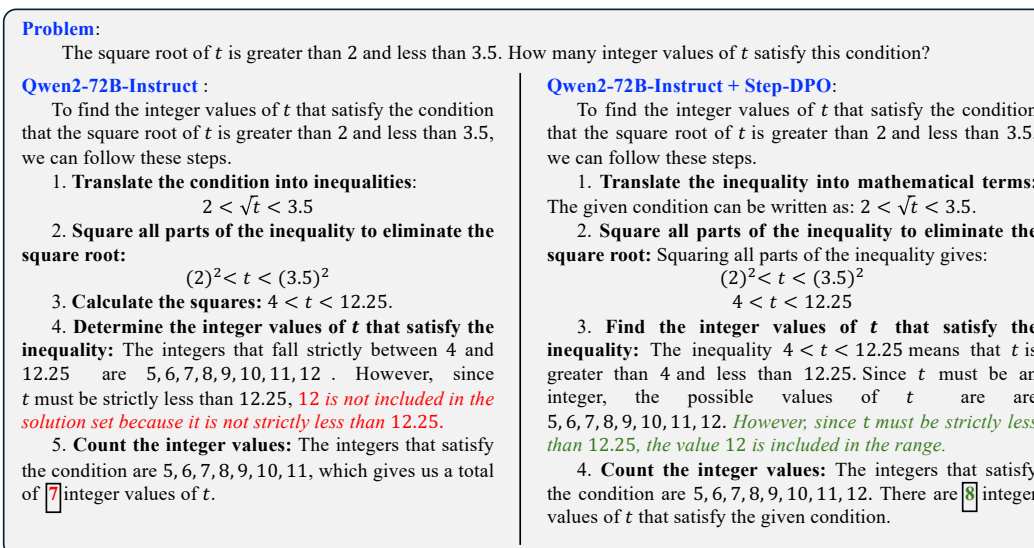 Problem:
The square root of t is greater than 2 and less than 3.5. How many integer values of t satisfy this condition?
Qwen2-72B-Instruct :
To find the integer values of t that satisfy the condition
that the square root of t is greater than 2 and less than 3.5,
we can follow these steps.
1. Translate the condition into inequalities:
2 < √t < 3.5
2. Square all parts of the inequality to eliminate the
square root:
(2)² < t < (3.5)²
3. Calculate the squares: 4 < t < 12.25.
4. Determine the integer values of t that satisfy the
inequality: The integers that fall strictly between 4 and
12.25 are 5, 6, 7, 8, 9, 10, 11, 12 . However, since
t must be strictly less than 12.25, 12 is not included in the
solution set because it is not strictly less than 12.25.
5. Count the integer values: The integers that satisfy
the condition are 5, 6, 7, 8, 9, 10, 11, which gives us a total
of 7 integer values of t.
Qwen2-72B-Instruct + Step-DPO:
To find the integer values of t that satisfy the condition
that the square root of t is greater than 2 and less than 3.5
we can follow these steps.
1. Translate the inequality into mathematical terms:
The given condition can be written as: 2 < √t < 3.5.
2. Square all parts of the inequality to eliminate the
square root: Squaring all parts of the inequality gives:
(2)² < t < (3.5)²
4 < t < 12.25
3. Find the integer values of t that satisfy the
inequality: The inequality 4 < t < 12.25 means that t is
greater than 4 and less than 12.25. Since t must be an
integer, the possible values of t are are
5, 6, 7, 8, 9, 10, 11, 12. However, since t must be strictly less
than 12.25, the value 12 is included in the range.
4. Count the integer values: The integers that satisfy
the condition are 5, 6, 7, 8, 9, 10, 11, 12. There are 8 integer
values of t that satisfy the given condition.